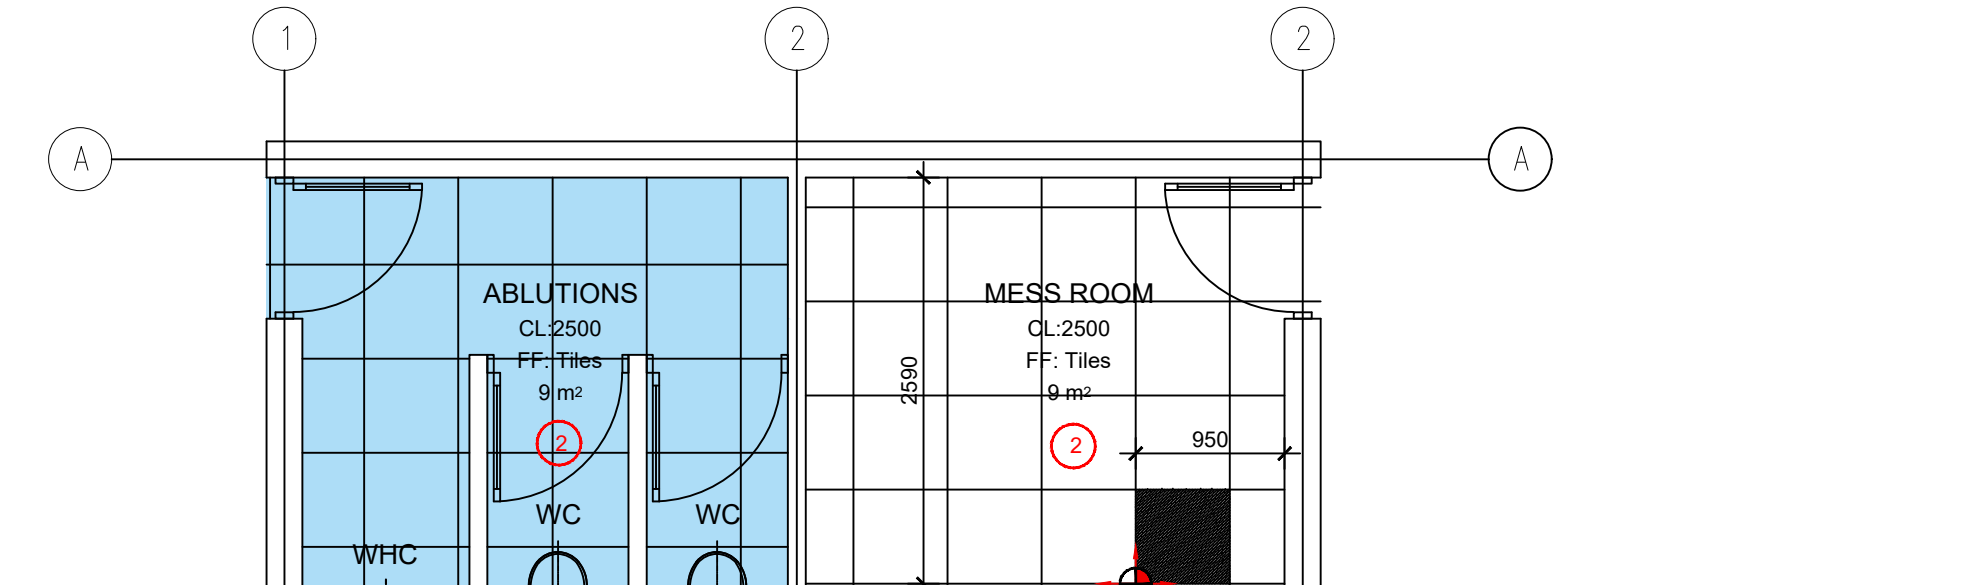 1
2
2
A
A
ABLUTIONS
CL:2500
FF: Tiles
9 m²
2
MESS ROOM
CL:2500
FF: Tiles
9 m²
2
2590
950
WC
WC
WHC